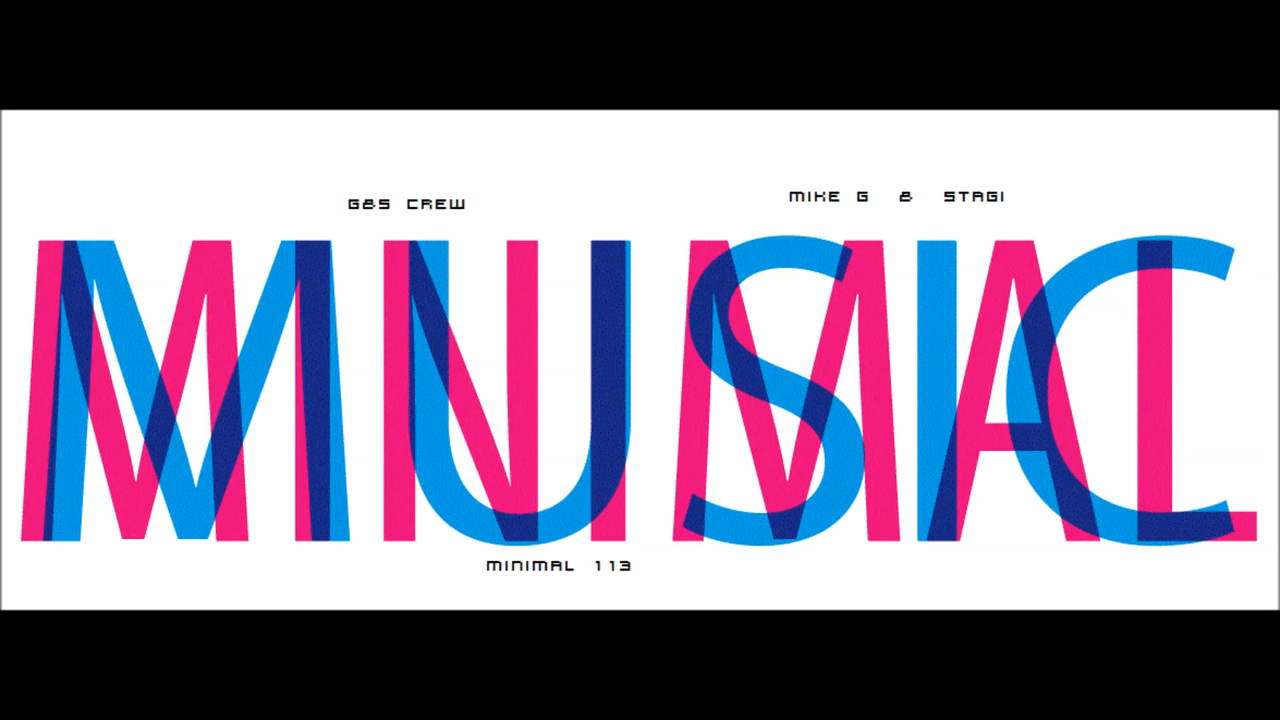 G&S CREW
MIKE G & STAGI
MINIMAL
MUSIC
MINIMAL 113